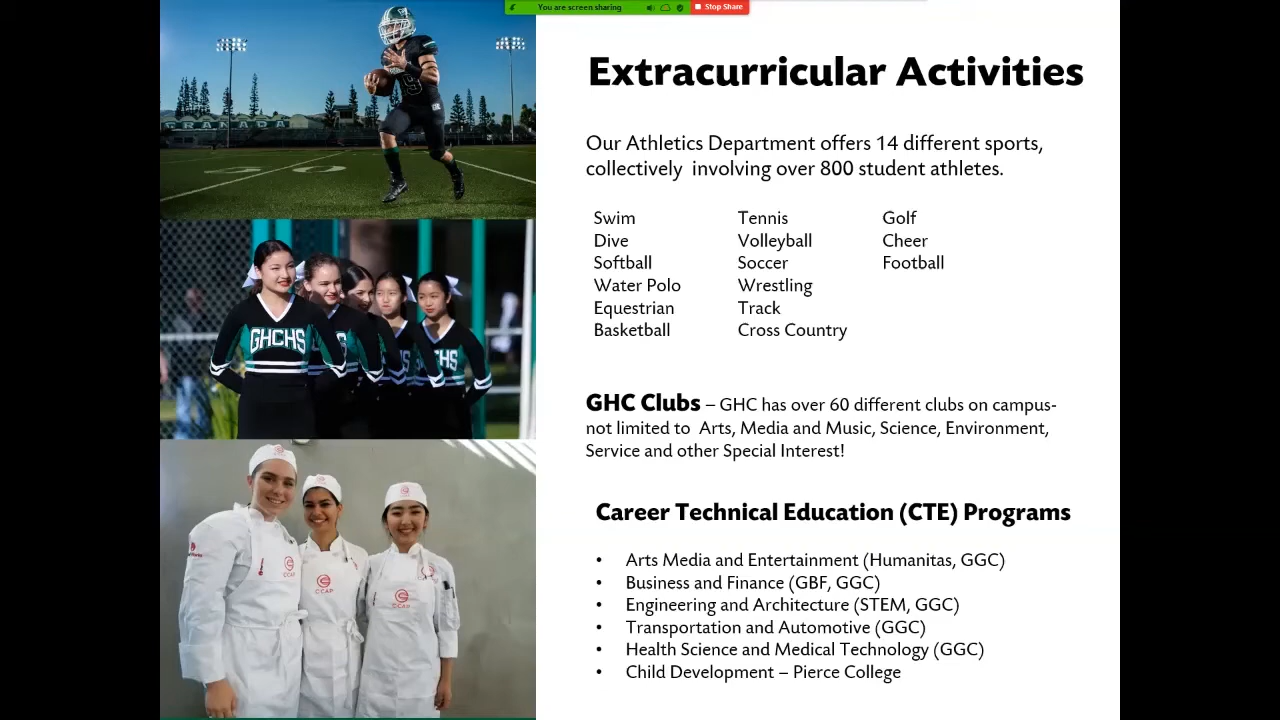 You are screen sharing
Stop Share
Extracurricular Activities
Our Athletics Department offers 14 different sports,
collectively involving over 800 student athletes.
Swim Tennis Golf
Dive Volleyball Cheer
Softball Soccer Football
Water Polo Wrestling
Equestrian Track
Basketball Cross Country
GHC Clubs – GHC has over 60 different clubs on campus-
not limited to Arts, Media and Music, Science, Environment,
Service and other Special Interest!
Career Technical Education (CTE) Programs
• Arts Media and Entertainment (Humanitas, GGC)
• Business and Finance (GBF, GGC)
• Engineering and Architecture (STEM, GGC)
• Transportation and Automotive (GGC)
• Health Science and Medical Technology (GGC)
• Child Development – Pierce College
GRANADA
50
GHCHS
CCAP
CCAP